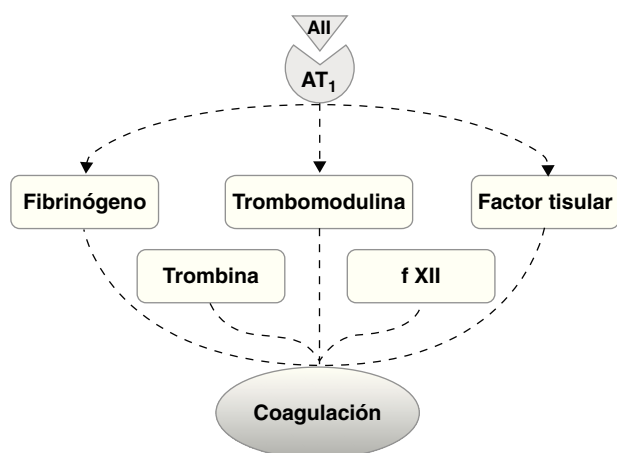 AII
AT₁
Fibrinógeno
Trombomodulina
Factor tisular
Trombina
f XII
Coagulación